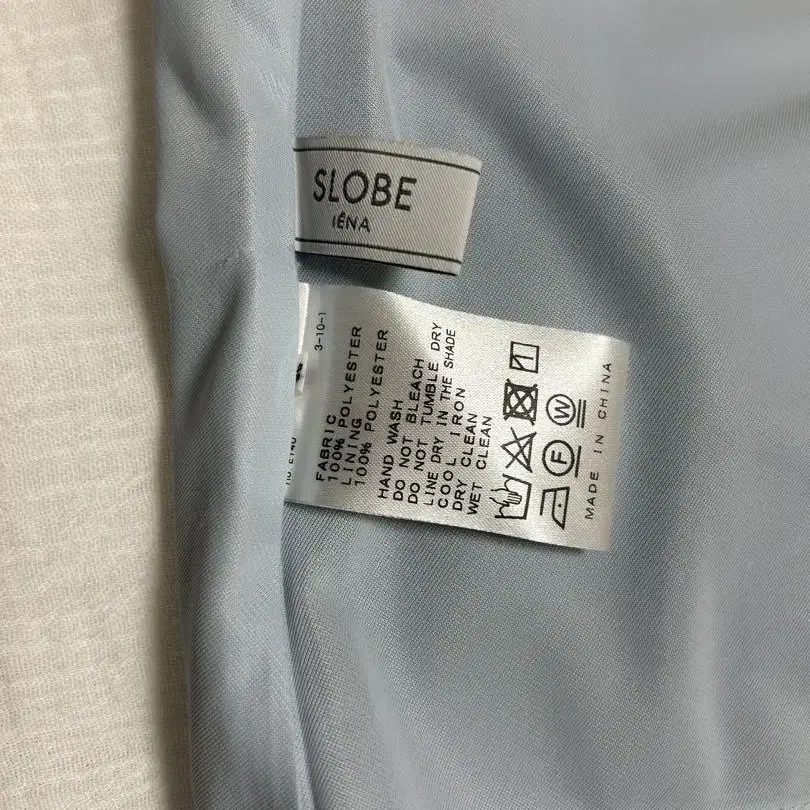 SLOBE
IÉNA
3-10-1
FABRIC
100% POLYESTER
LINING
100% POLYESTER
HAND WASH
DO NOT BLEACH
DO NOT TUMBLE DRY
LINE DRY IN THE SHADE
COOL IRON
DRY CLEAN
WET CLEAN
F
W
MADE IN CHINA